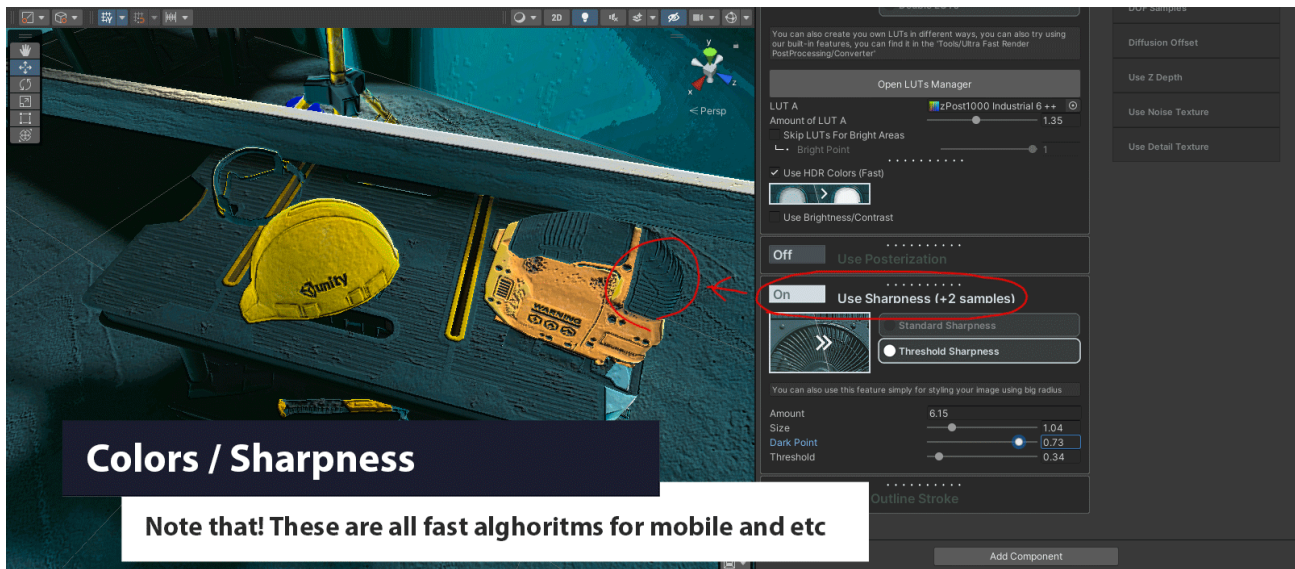 2D
y
z
x
Persp
unity
WARNING
Colors / Sharpness
Note that! These are all fast alghoritms for mobile and etc
You can also create you own LUTs in different ways, you can also try using
our built-in features, you can find it in the 'Tools/Ultra Fast Render
PostProcessing/Converter'
Open LUTs Manager
LUT A
zPost1000 Industrial 6 ++
Amount of LUT A
1.35
Skip LUTs For Bright Areas
Bright Point
1
Use HDR Colors (Fast)
Use Brightness/Contrast
Off
Use Posterization
On
Use Sharpness (+2 samples)
Standard Sharpness
Threshold Sharpness
You can also use this feature simply for styling your image using big radius
Amount
6.15
Size
1.04
Dark Point
0.73
Threshold
0.34
Outline Stroke
Add Component
DOF Samples
Diffusion Offset
Use Z Depth
Use Noise Texture
Use Detail Texture